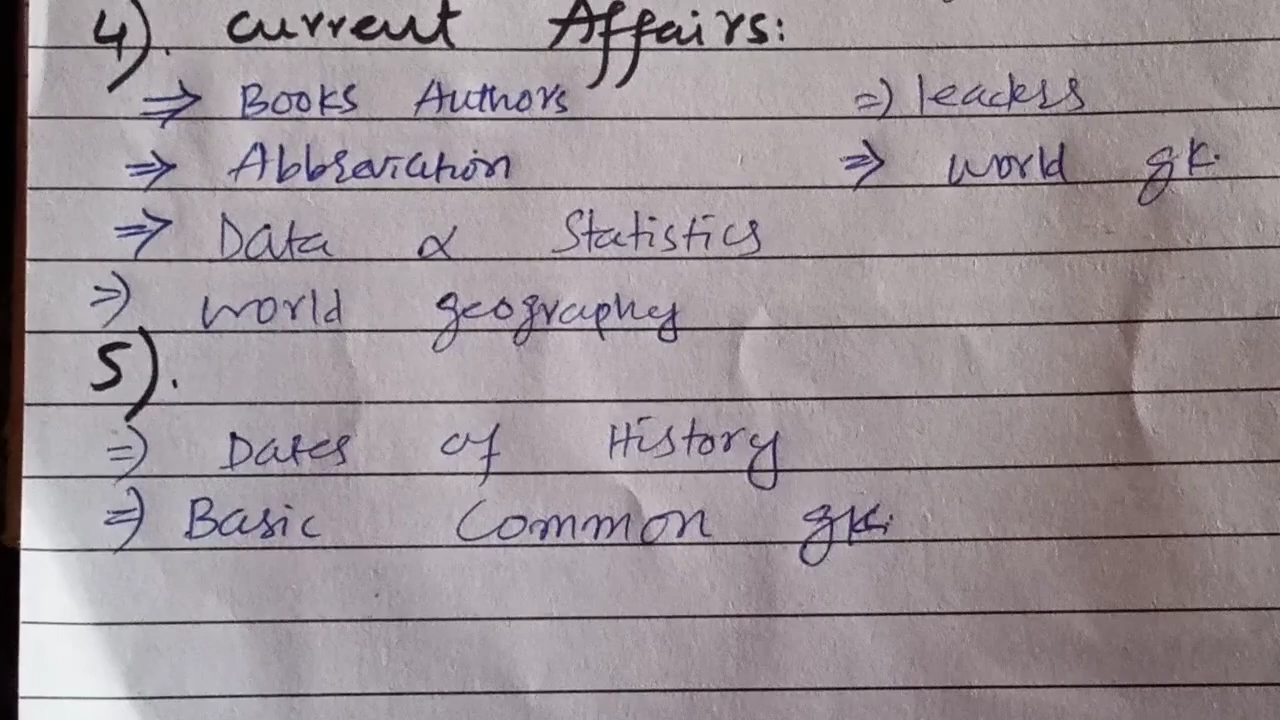 4). Current Affairs:
⇒ Books Authors ⇒ leaders
⇒ Abbreviation ⇒ world gk.
⇒ Data & Statistics
⇒ world geography
5).
⇒ Dates of History
⇒ Basic Common gk.